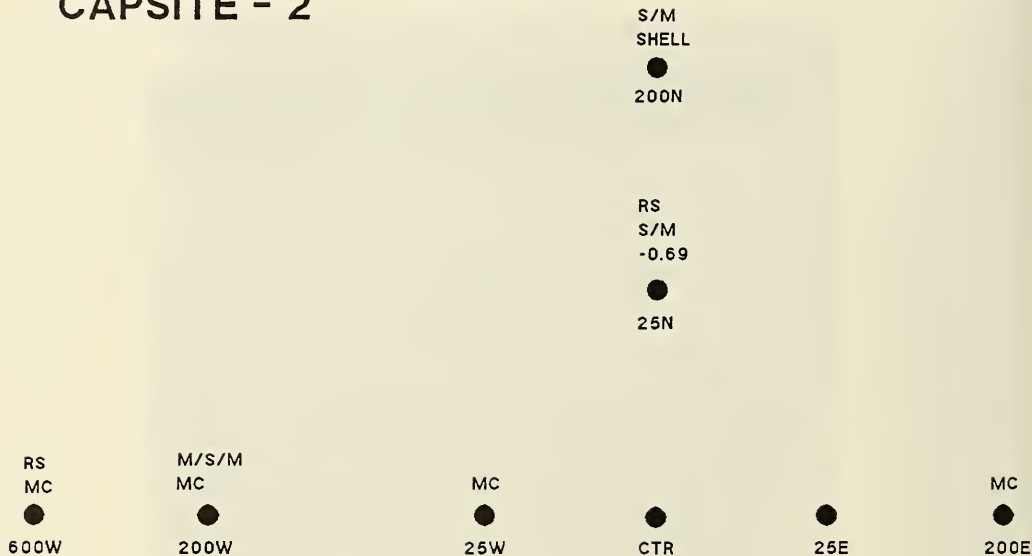 CAPSITE - 2
S/M
SHELL
200N
RS
S/M
-0.69
25N
RS
MC
600W
M/S/M
MC
200W
MC
25W
CTR
25E
MC
200E